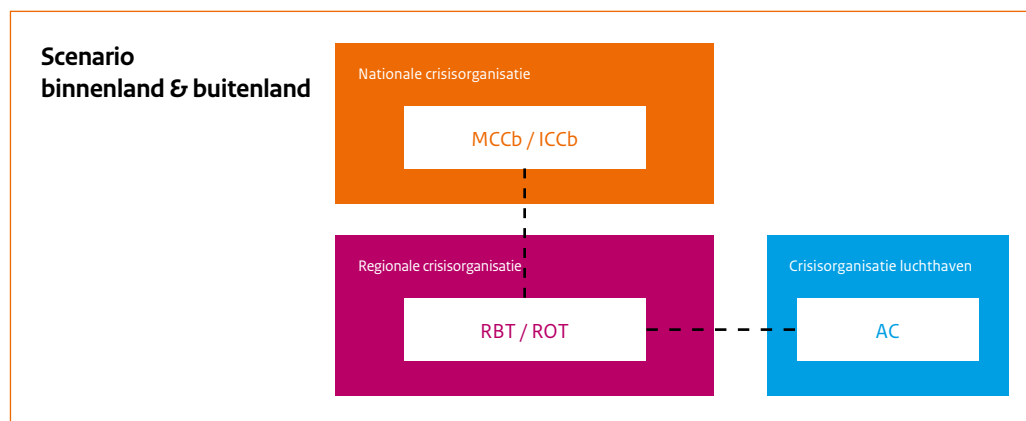 Scenario
binnenland & buitenland
Nationale crisisorganisatie
MCCb / ICCb
Regionale crisisorganisatie
RBT / ROT
Crisisorganisatie luchthaven
AC